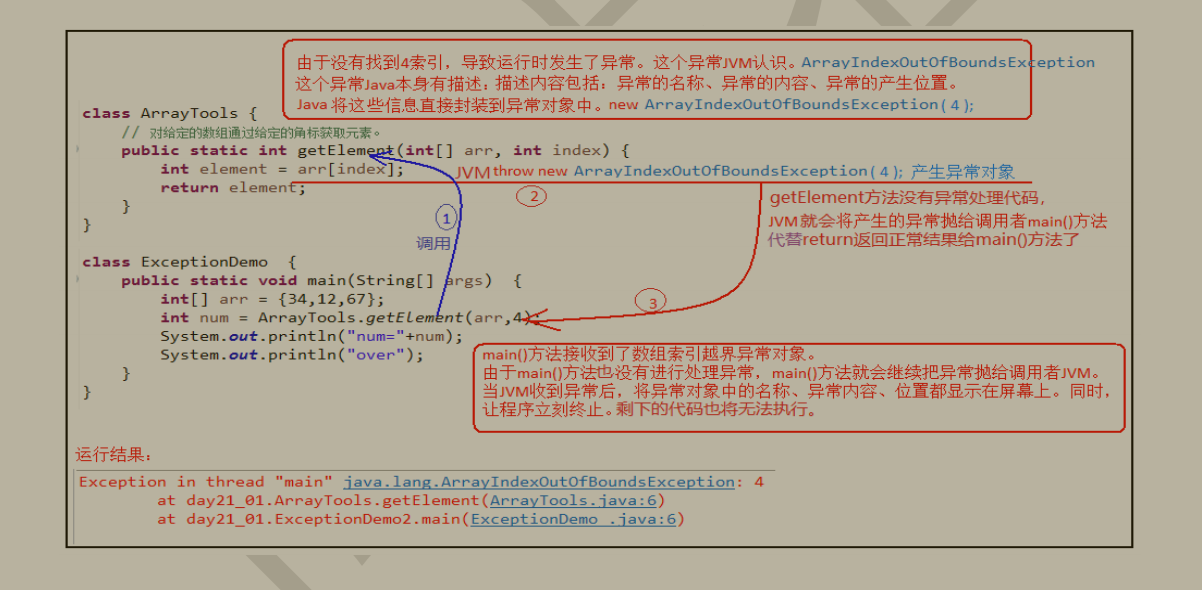 由于没有找到4索引，导致运行时发生了异常。这个异常JVM认识。ArrayIndexOutOfBoundsException
这个异常Java本身有描述：描述内容包括：异常的名称、异常的内容、异常的产生位置。
Java 将这些信息直接封装到异常对象中。new ArrayIndexOutOfBoundsException( 4 );
class ArrayTools {
// 对给定的数组通过给定的角标获取元素。
public static int getElement(int[] arr, int index) {
int element = arr[index];
JVM throw new ArrayIndexOutOfBoundsException( 4 ); 产生异常对象
return element;
}
}
②
getElement方法没有异常处理代码，
JVM 就会将产生的异常抛给调用者main()方法
代替return返回正常结果给main()方法了
①
调用
class ExceptionDemo {
public static void main(String[] args) {
int[] arr = {34,12,67};
int num = ArrayTools.getElement(arr,4);
③
System.out.println("num="+num);
System.out.println("over");
}
}
main()方法接收到了数组索引越界异常对象。
由于main()方法也没有进行处理异常，main()方法就会继续把异常抛给调用者JVM。
当JVM收到异常后，将异常对象中的名称、异常内容、位置都显示在屏幕上。同时，
让程序立刻终止。剩下的代码也将无法执行。
运行结果：
Exception in thread "main" java.lang.ArrayIndexOutOfBoundsException: 4
at day21_01.ArrayTools.getElement(ArrayTools.java:6)
at day21_01.ExceptionDemo2.main(ExceptionDemo .java:6)